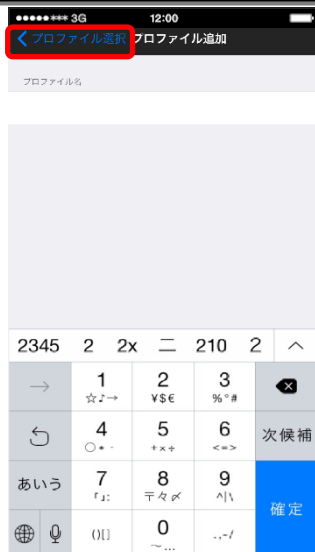 ●●●●●*** 3G 12:00
プロファイル選択 プロファイル追加
プロファイル名
2345 2 2x 二 210 2
→ 1 2 3
☆♪→ ¥$€ %°#
4 5 6 次候補
○*· +×÷ <=>
あいう 7 8 9
「」: 〒々〆 ^|\
確定
()[] 0 .,-/
~…